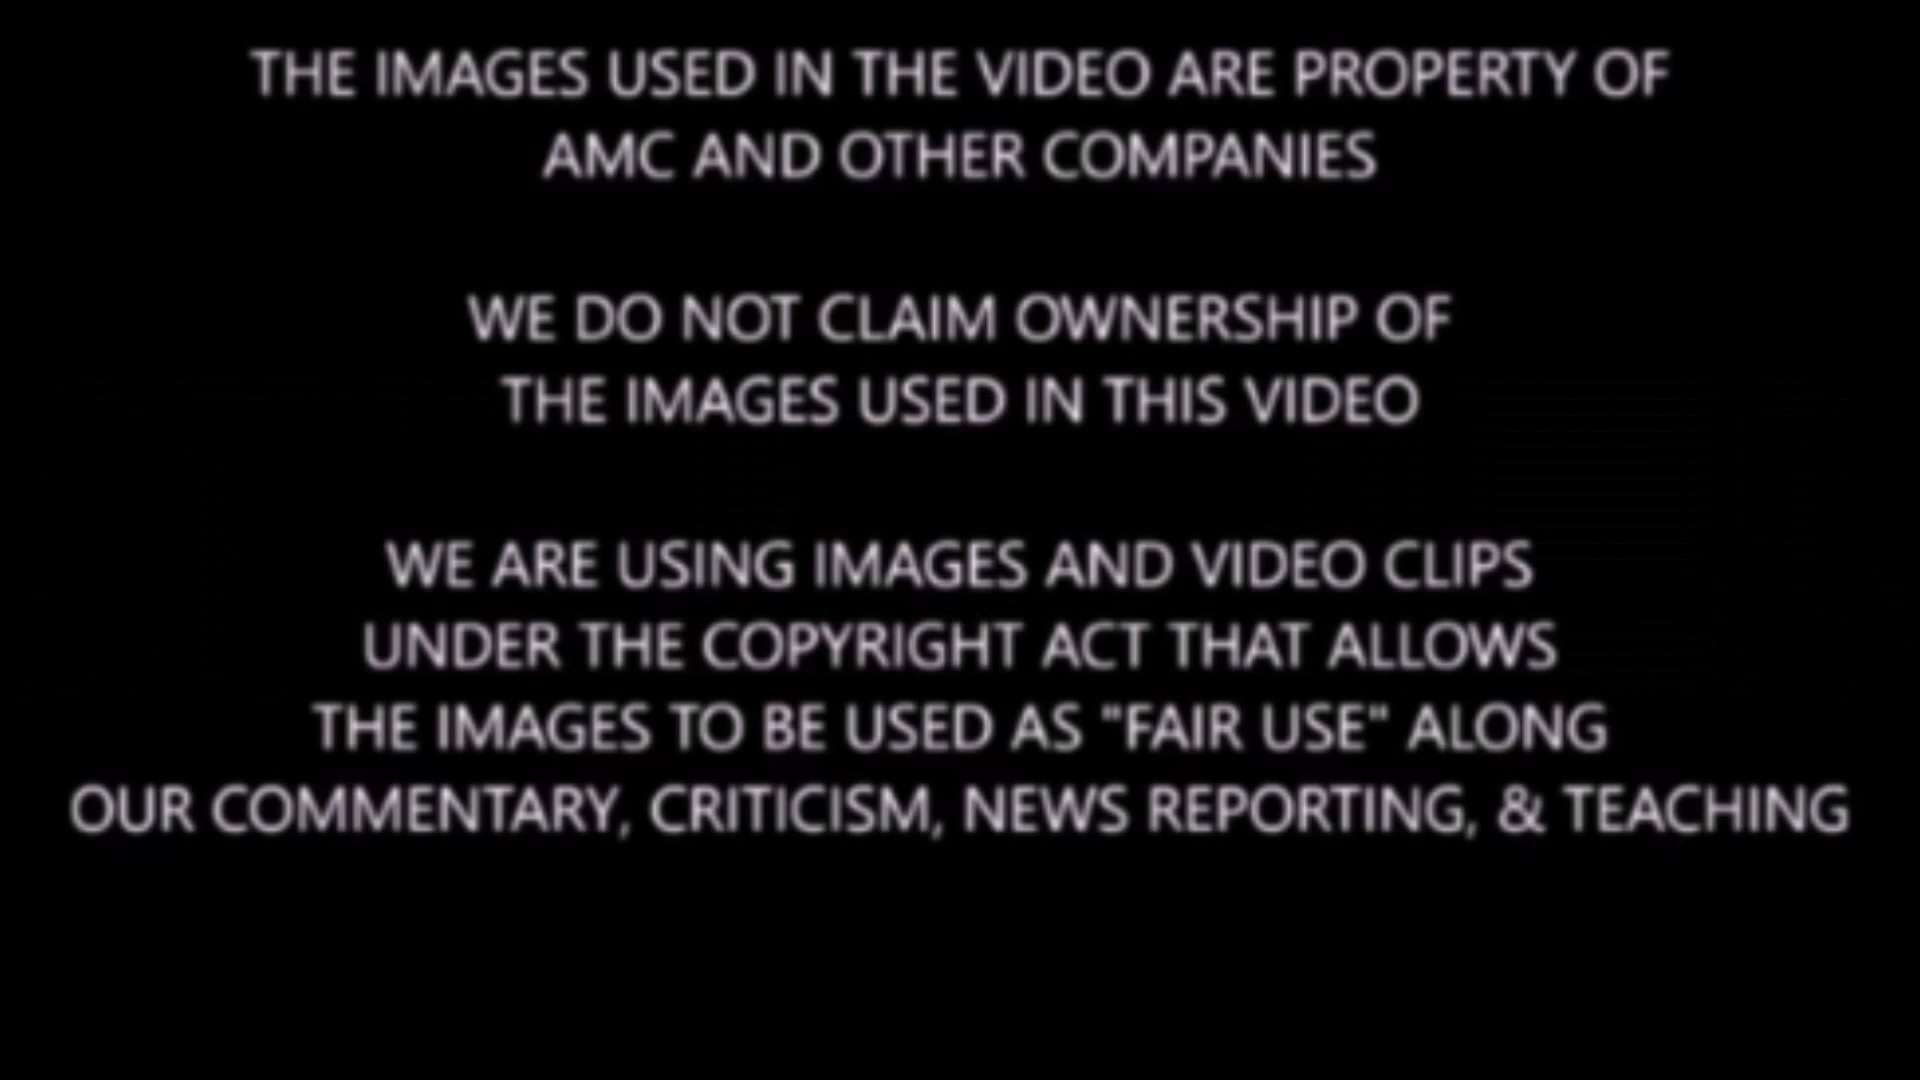 THE IMAGES USED IN THE VIDEO ARE PROPERTY OF
AMC AND OTHER COMPANIES
WE DO NOT CLAIM OWNERSHIP OF
THE IMAGES USED IN THIS VIDEO
WE ARE USING IMAGES AND VIDEO CLIPS
UNDER THE COPYRIGHT ACT THAT ALLOWS
THE IMAGES TO BE USED AS "FAIR USE" ALONG
OUR COMMENTARY, CRITICISM, NEWS REPORTING, & TEACHING